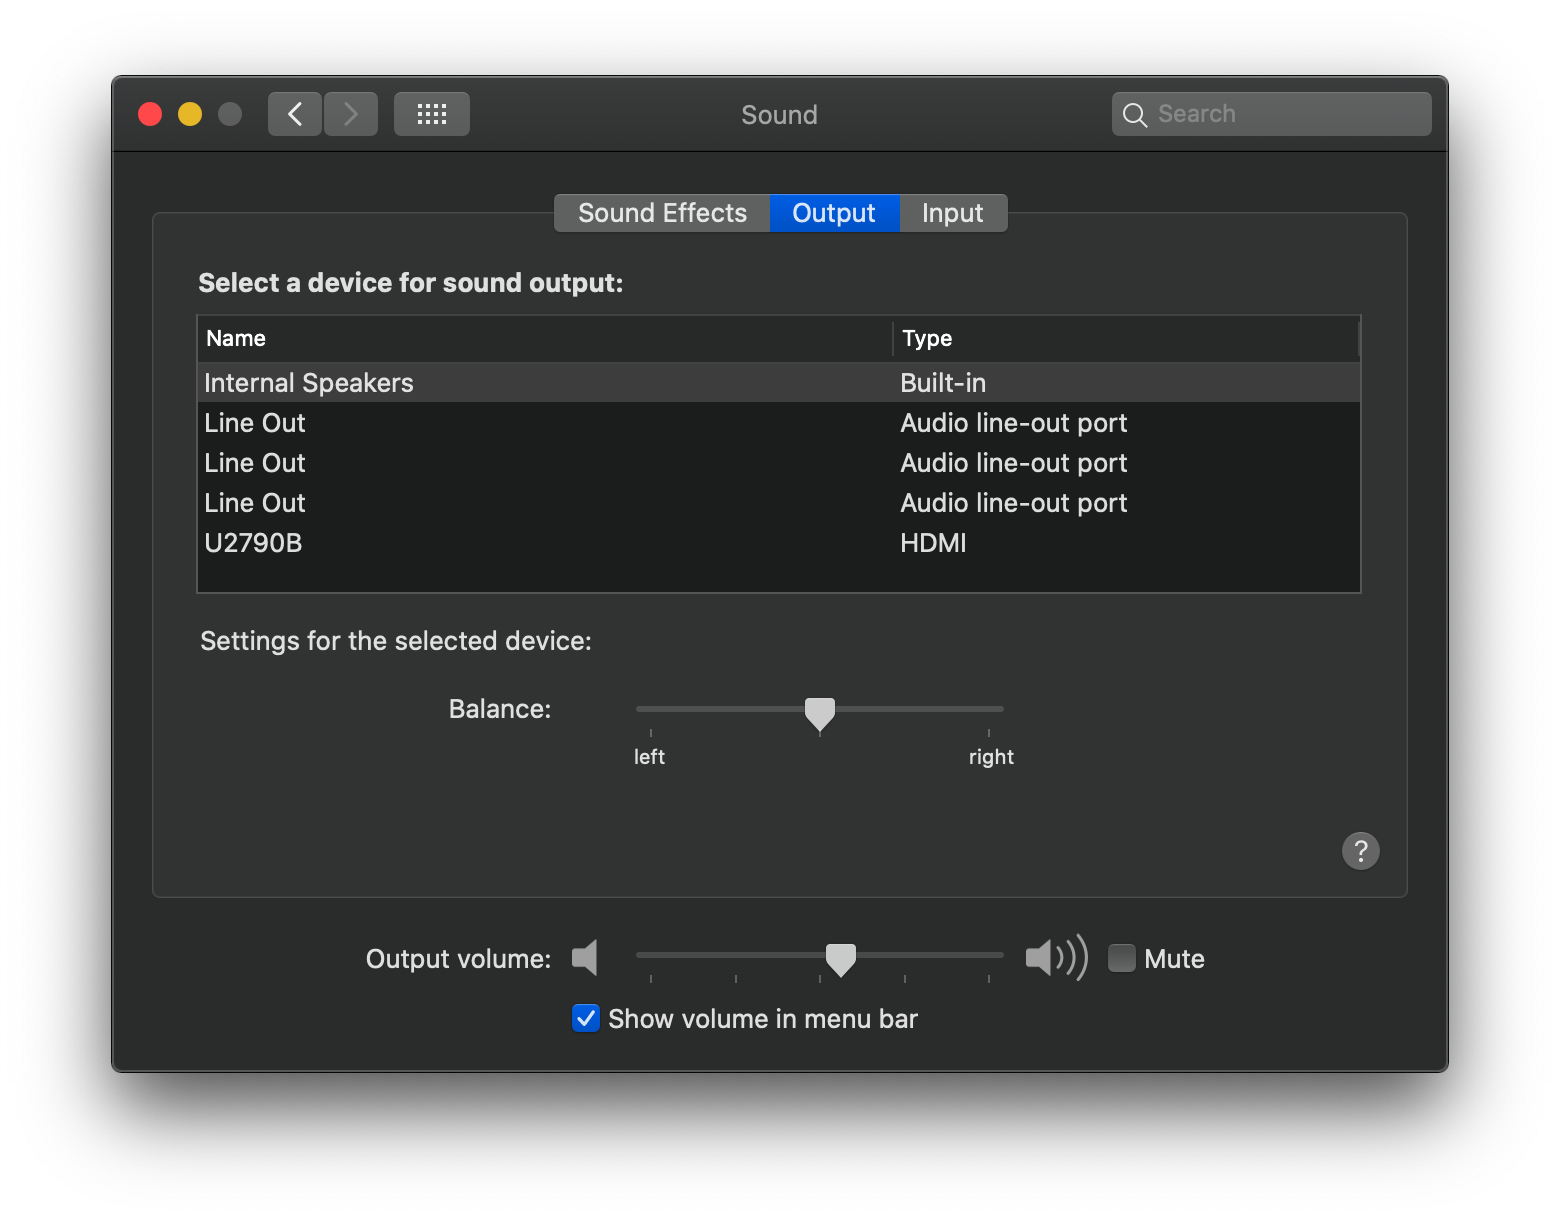 Sound
Search
Sound Effects Output Input
Select a device for sound output:
Name Type
Internal Speakers Built-in
Line Out Audio line-out port
Line Out Audio line-out port
Line Out Audio line-out port
U2790B HDMI
Settings for the selected device:
Balance:
left right
?
Output volume: Mute
Show volume in menu bar